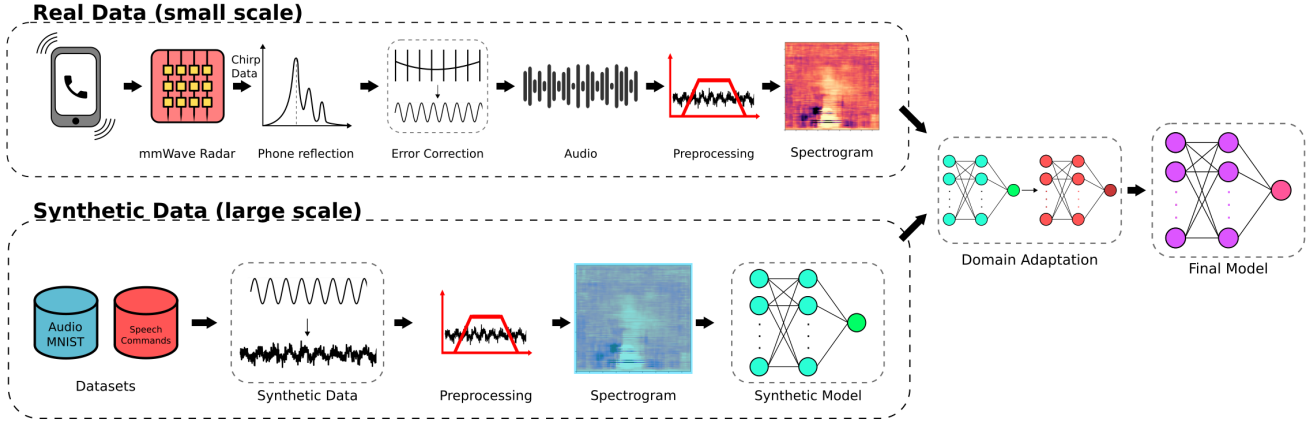 Real Data (small scale)
Chirp
Data
mmWave Radar
Phone reflection
Error Correction
Audio
Preprocessing
Spectrogram
Synthetic Data (large scale)
Audio
MNIST
Speech
Commands
Datasets
Synthetic Data
Preprocessing
Spectrogram
Synthetic Model
Domain Adaptation
Final Model